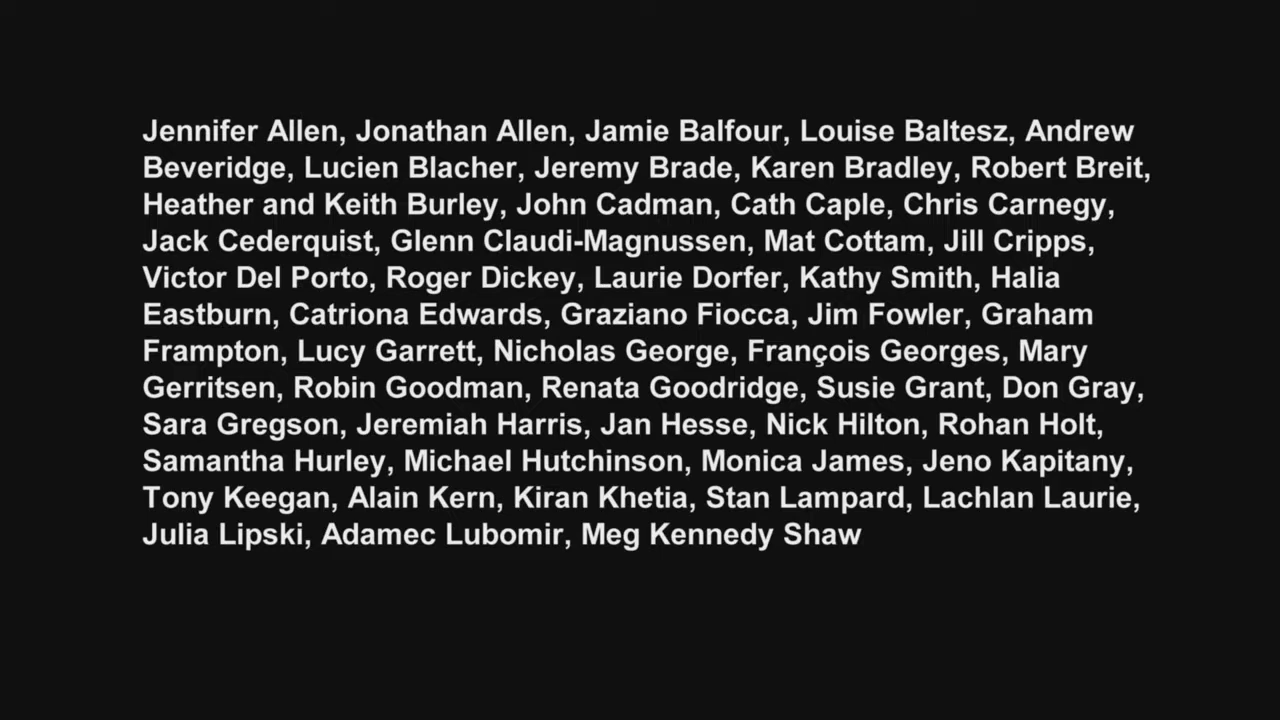 Jennifer Allen, Jonathan Allen, Jamie Balfour, Louise Baltesz, Andrew
Beveridge, Lucien Blacher, Jeremy Brade, Karen Bradley, Robert Breit,
Heather and Keith Burley, John Cadman, Cath Caple, Chris Carnegy,
Jack Cederquist, Glenn Claudi-Magnussen, Mat Cottam, Jill Cripps,
Victor Del Porto, Roger Dickey, Laurie Dorfer, Kathy Smith, Halia
Eastburn, Catriona Edwards, Graziano Fiocca, Jim Fowler, Graham
Frampton, Lucy Garrett, Nicholas George, François Georges, Mary
Gerritsen, Robin Goodman, Renata Goodridge, Susie Grant, Don Gray,
Sara Gregson, Jeremiah Harris, Jan Hesse, Nick Hilton, Rohan Holt,
Samantha Hurley, Michael Hutchinson, Monica James, Jeno Kapitany,
Tony Keegan, Alain Kern, Kiran Khetia, Stan Lampard, Lachlan Laurie,
Julia Lipski, Adamec Lubomir, Meg Kennedy Shaw